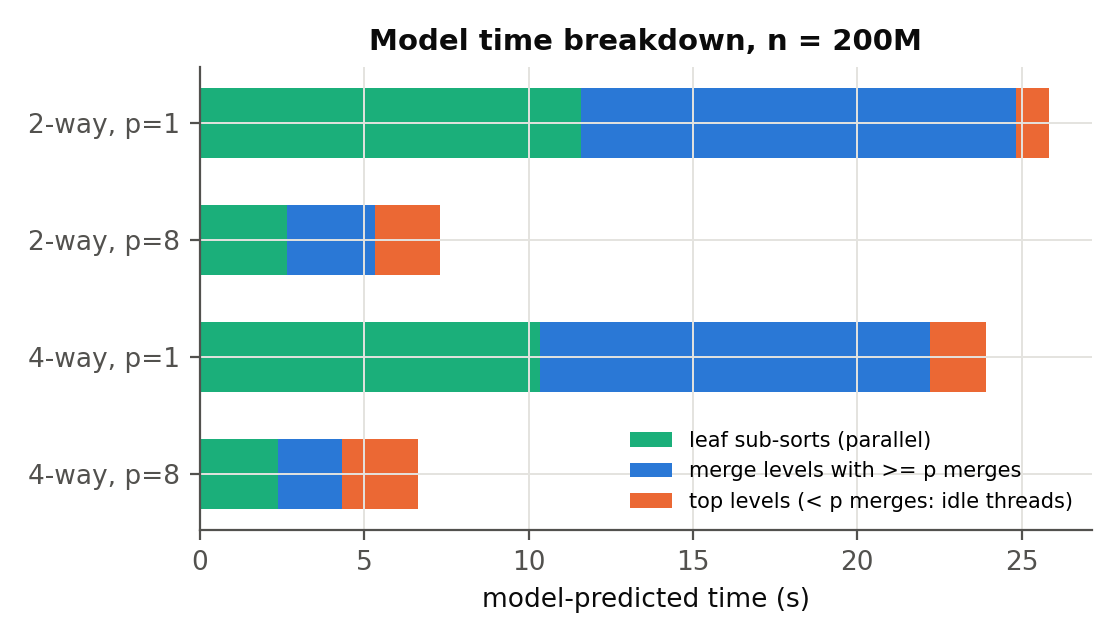 Model time breakdown, n = 200M
2-way, p=1
2-way, p=8
4-way, p=1
4-way, p=8
leaf sub-sorts (parallel)
merge levels with >= p merges
top levels (< p merges: idle threads)
0 5 10 15 20 25
model-predicted time (s)